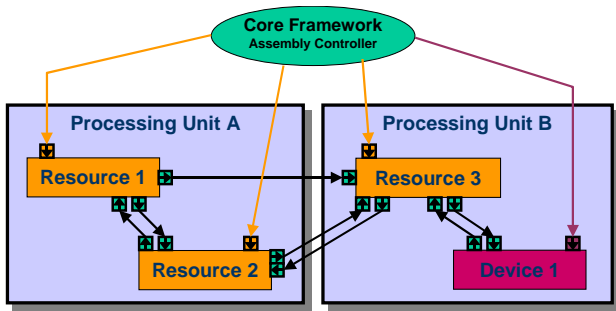 Core Framework
Assembly Controller
Processing Unit A
Processing Unit B
Resource 1
Resource 3
Resource 2
Device 1